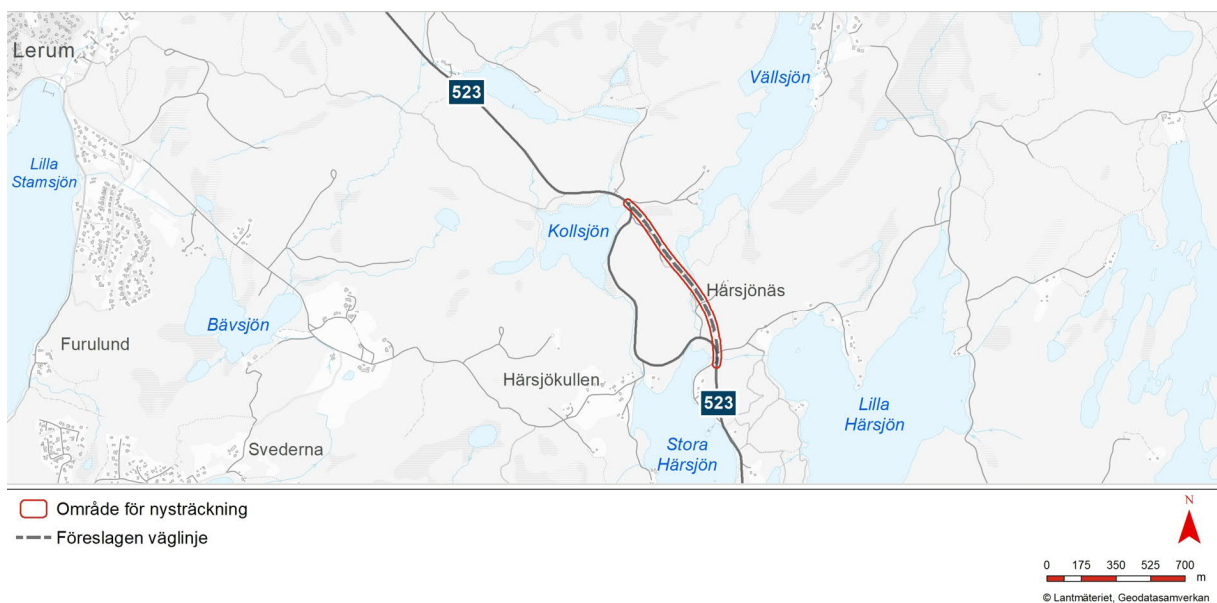 Lerum
523
Vällsjön
Lilla
Stamsjön
Kollsjön
Hårsjönäs
Bävsjön
Furulund
Härsjökullen
523
Lilla
Härsjön
Stora
Härsjön
Svederna
Område för nysträckning
Föreslagen väglinje
N
0 175 350 525 700
m
© Lantmäteriet, Geodatasamverkan